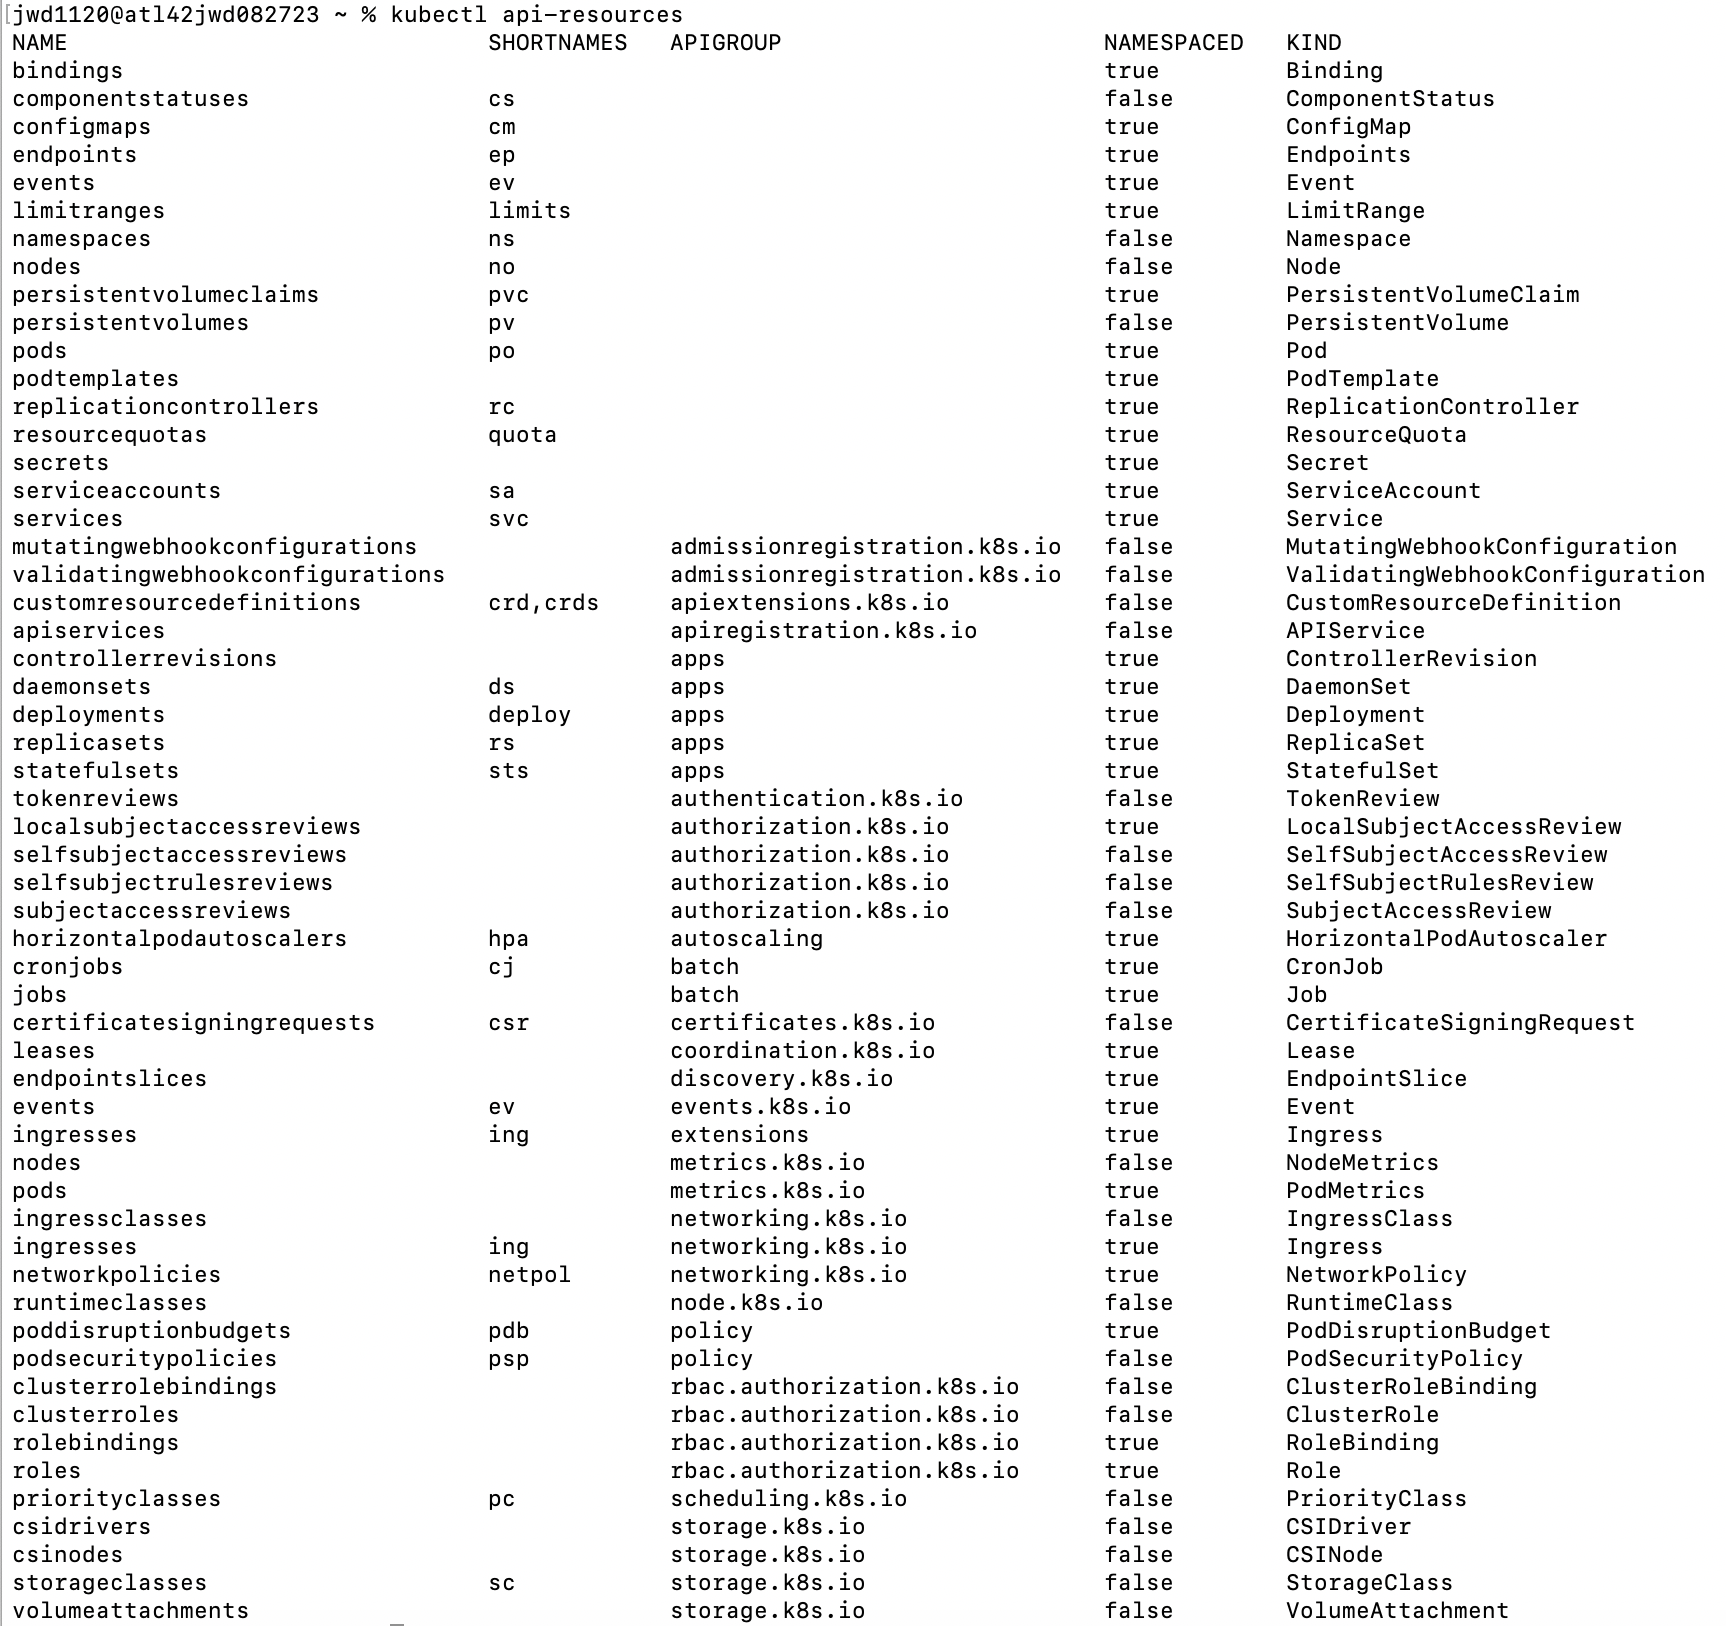 [jwd1120@atl42jwd082723 ~ % kubectl api-resources
NAME SHORTNAMES APIGROUP NAMESPACED KIND
bindings true Binding
componentstatuses cs false ComponentStatus
configmaps cm true ConfigMap
endpoints ep true Endpoints
events ev true Event
limitranges limits true LimitRange
namespaces ns false Namespace
nodes no false Node
persistentvolumeclaims pvc true PersistentVolumeClaim
persistentvolumes pv false PersistentVolume
pods po true Pod
podtemplates true PodTemplate
replicationcontrollers rc true ReplicationController
resourcequotas quota true ResourceQuota
secrets true Secret
serviceaccounts sa true ServiceAccount
services svc true Service
mutatingwebhookconfigurations admissionregistration.k8s.io false MutatingWebhookConfiguration
validatingwebhookconfigurations admissionregistration.k8s.io false ValidatingWebhookConfiguration
customresourcedefinitions crd,crds apiextensions.k8s.io false CustomResourceDefinition
apiservices apiregistration.k8s.io false APIService
controllerrevisions apps true ControllerRevision
daemonsets ds apps true DaemonSet
deployments deploy apps true Deployment
replicasets rs apps true ReplicaSet
statefulsets sts apps true StatefulSet
tokenreviews authentication.k8s.io false TokenReview
localsubjectaccessreviews authorization.k8s.io true LocalSubjectAccessReview
selfsubjectaccessreviews authorization.k8s.io false SelfSubjectAccessReview
selfsubjectrulesreviews authorization.k8s.io false SelfSubjectRulesReview
subjectaccessreviews authorization.k8s.io false SubjectAccessReview
horizontalpodautoscalers hpa autoscaling true HorizontalPodAutoscaler
cronjobs cj batch true CronJob
jobs batch true Job
certificatesigningrequests csr certificates.k8s.io false CertificateSigningRequest
leases coordination.k8s.io true Lease
endpointslices discovery.k8s.io true EndpointSlice
events ev events.k8s.io true Event
ingresses ing extensions true Ingress
nodes metrics.k8s.io false NodeMetrics
pods metrics.k8s.io true PodMetrics
ingressclasses networking.k8s.io false IngressClass
ingresses ing networking.k8s.io true Ingress
networkpolicies netpol networking.k8s.io true NetworkPolicy
runtimeclasses node.k8s.io false RuntimeClass
poddisruptionbudgets pdb policy true PodDisruptionBudget
podsecuritypolicies psp policy false PodSecurityPolicy
clusterrolebindings rbac.authorization.k8s.io false ClusterRoleBinding
clusterroles rbac.authorization.k8s.io false ClusterRole
rolebindings rbac.authorization.k8s.io true RoleBinding
roles rbac.authorization.k8s.io true Role
priorityclasses pc scheduling.k8s.io false PriorityClass
csidrivers storage.k8s.io false CSIDriver
csinodes storage.k8s.io false CSINode
storageclasses sc storage.k8s.io false StorageClass
volumeattachments storage.k8s.io false VolumeAttachment